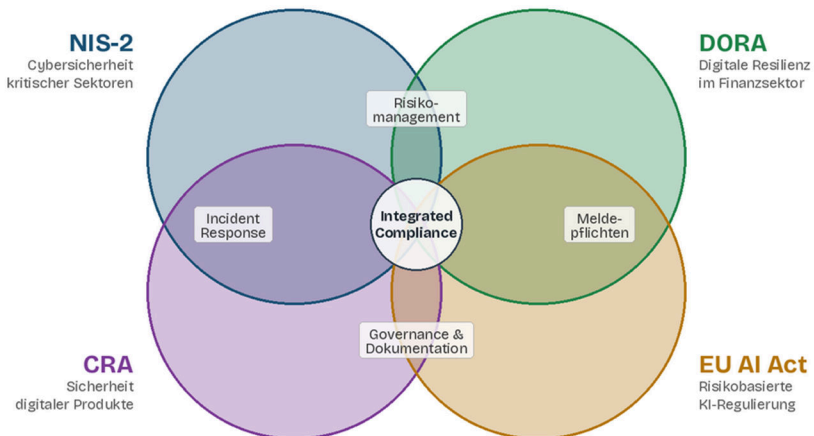 NIS-2
Cybersicherheit
kritischer Sektoren
DORA
Digitale Resilienz
im Finanzsektor
Risiko-
management
Incident
Response
Integrated
Compliance
Melde-
pflichten
Governance &
Dokumentation
CRA
Sicherheit
digitaler Produkte
EU AI Act
Risikobasierte
KI-Regulierung